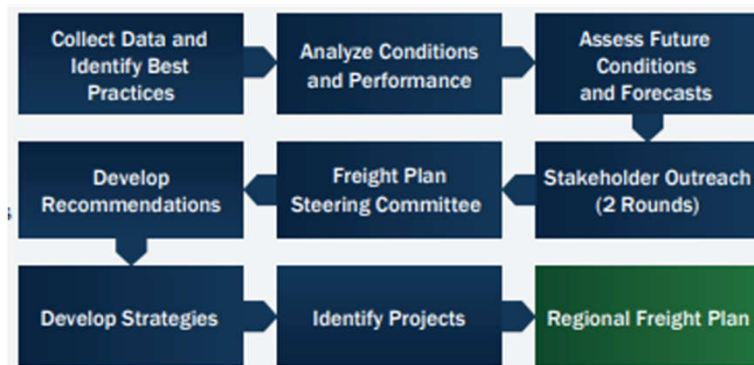 Collect Data and
Identify Best
Practices
Analyze Conditions
and Performance
Assess Future
Conditions
and Forecasts
Develop
Recommendations
Freight Plan
Steering Committee
Stakeholder Outreach
(2 Rounds)
Develop Strategies
Identify Projects
Regional Freight Plan